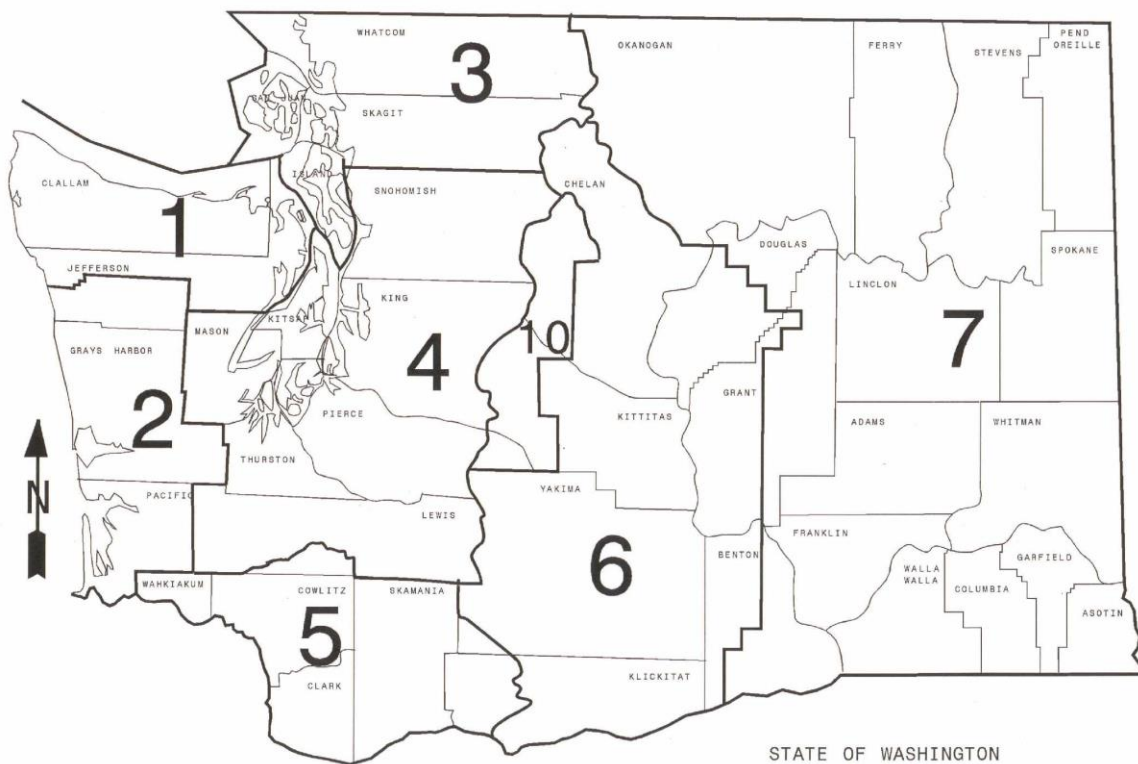 WHATCOM
OKANOGAN
FERRY
STEVENS
PEND
OREILLE
3
SAN JUAN
SKAGIT
CLALLAM
ISLAND
SNOHOMISH
CHELAN
1
JEFFERSON
DOUGLAS
SPOKANE
KING
LINCLON
MASON
KITSAP
GRAYS HARBOR
4
10
7
2
PIERCE
KITTITAS
GRANT
ADAMS
WHITMAN
THURSTON
N
PACIFIC
YAKIMA
LEWIS
FRANKLIN
BENTON
6
GARFIELD
WALLA
WALLA
WAHKIAKUM
COWLITZ
SKAMANIA
COLUMBIA
ASOTIN
5
KLICKITAT
CLARK
STATE OF WASHINGTON